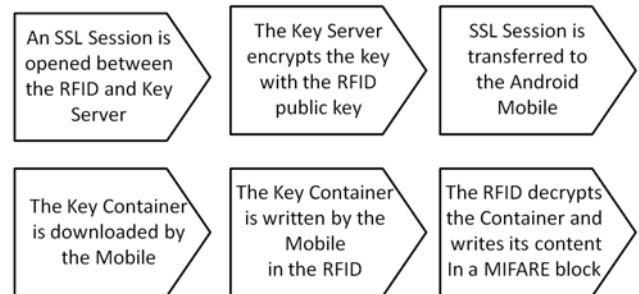 An SSL Session is
opened between
the RFID and Key
Server
The Key Server
encrypts the key
with the RFID
public key
SSL Session is
transferred to
the Android
Mobile
The Key Container
is downloaded by
the Mobile
The Key Container
is written by the
Mobile
in the RFID
The RFID decrypts
the Container and
writes its content
In a MIFARE block